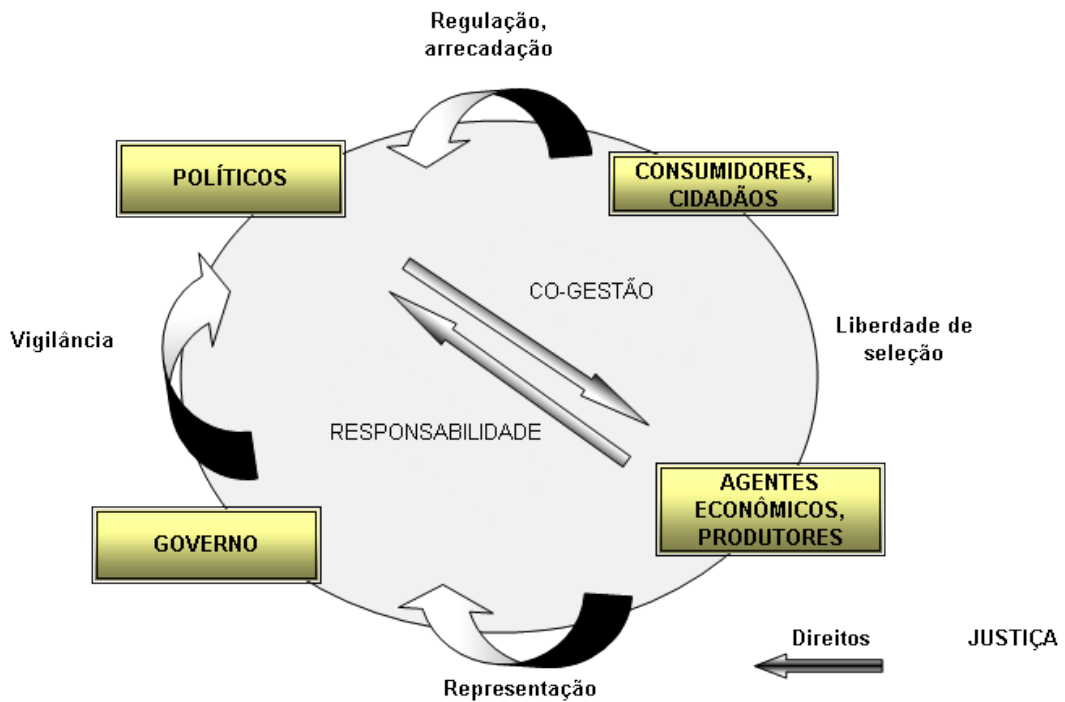 Regulação,
arrecadação
POLÍTICOS
CONSUMIDORES,
CIDADÃOS
CO-GESTÃO
Vigilância
Liberdade de
seleção
RESPONSABILIDADE
AGENTES
ECONÔMICOS,
PRODUTORES
GOVERNO
Direitos
JUSTIÇA
Representação